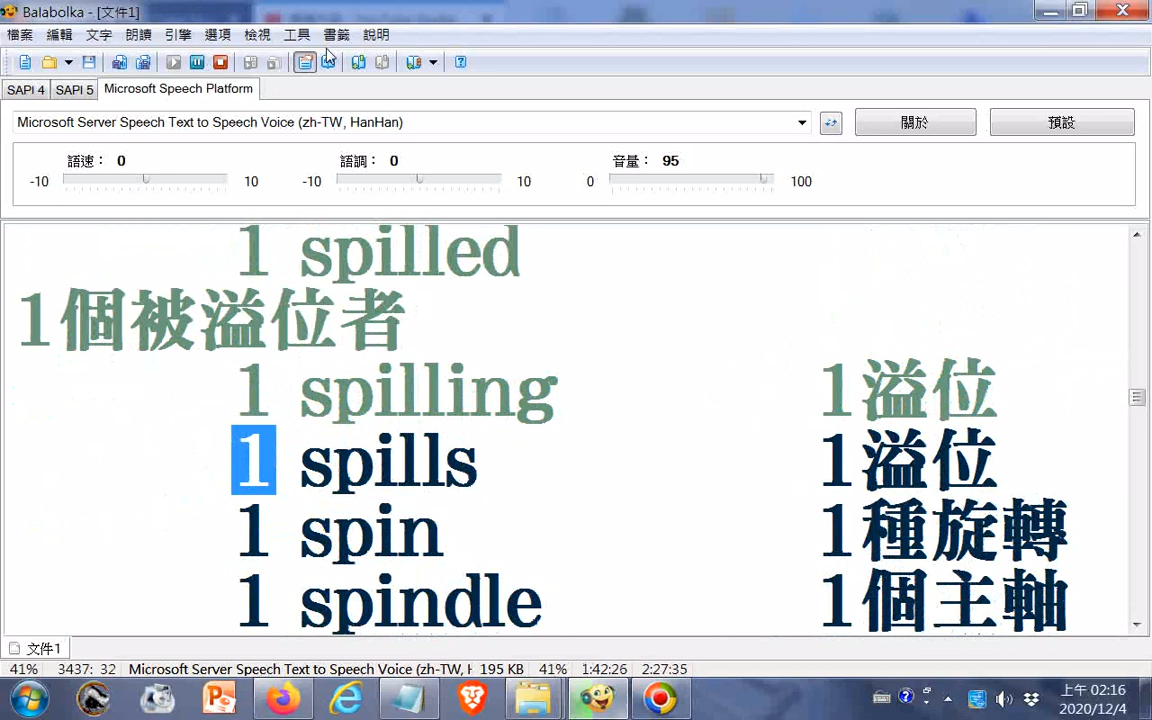 Balabolka - [文件1]
檔案 編輯 文字 朗讀 引擎 選項 檢視 工具 書籤 說明
SAPI 4 SAPI 5 Microsoft Speech Platform
Microsoft Server Speech Text to Speech Voice (zh-TW, HanHan) 關於 預設
語速： 0 語調： 0 音量： 95
-10 10 -10 10 0 100
1 spilled
1個被溢位者
1 spilling 1溢位
1 spills 1溢位
1 spin 1種旋轉
1 spindle 1個主軸
文件1
41% 3437: 32 Microsoft Server Speech Text to Speech Voice (zh-TW, H 195 KB 41% 1:42:26 2:27:35
上午 02:16
2020/12/4